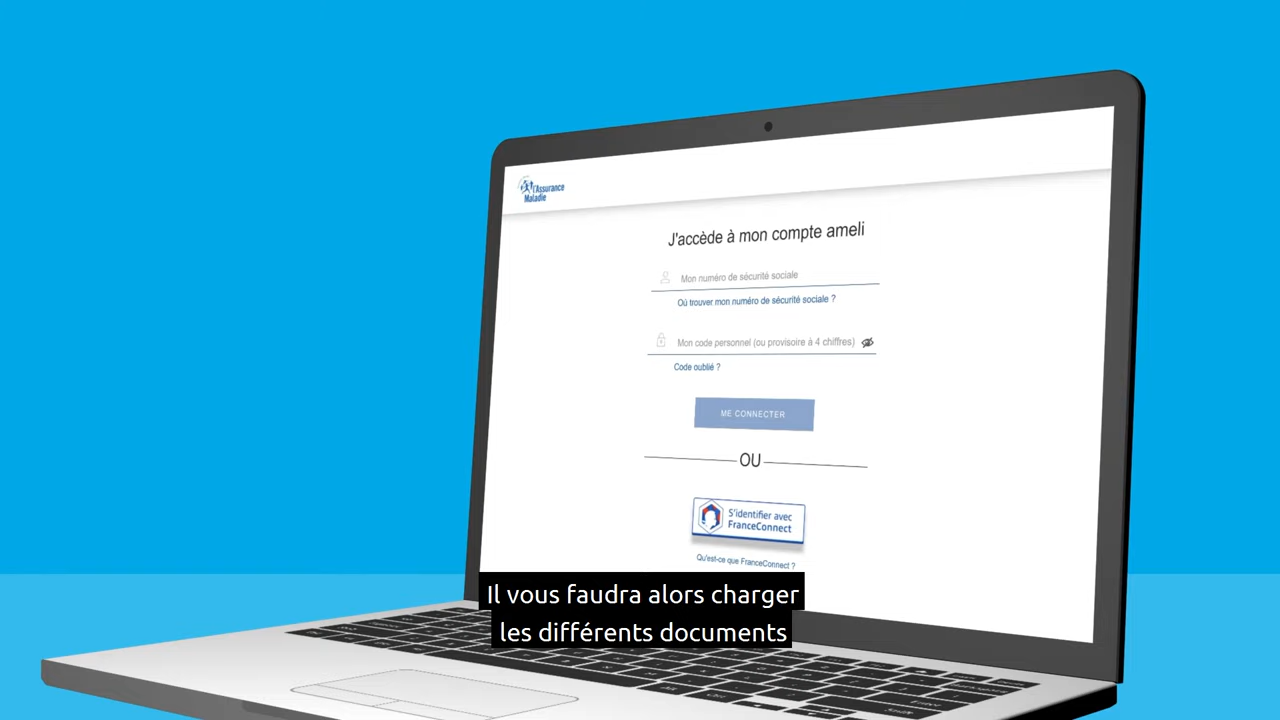 l'Assurance
Maladie
J'accède à mon compte ameli
Mon numéro de sécurité sociale
Où trouver mon numéro de sécurité sociale ?
Mon code personnel (ou provisoire à 4 chiffres)
Code oublié ?
ME CONNECTER
OU
S'identifier avec
FranceConnect
Qu'est-ce que FranceConnect ?
Il vous faudra alors charger
les différents documents